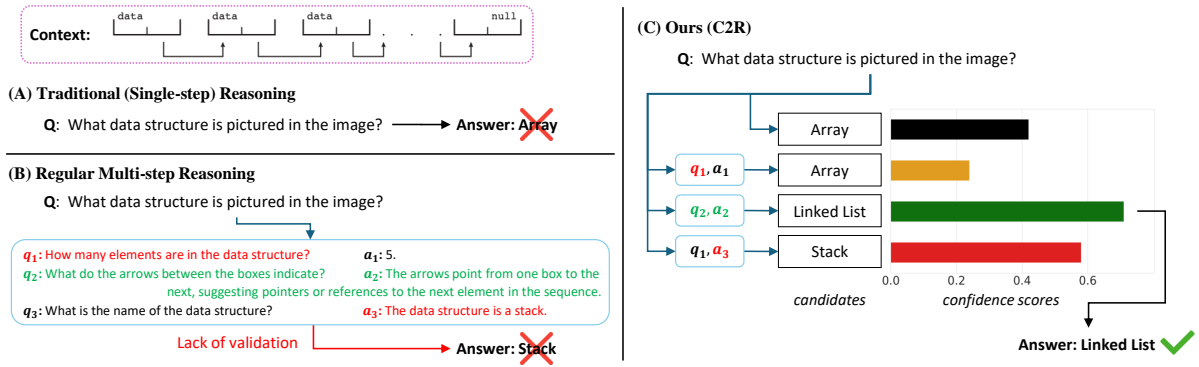 Context:
data data data null
. . .
(A) Traditional (Single-step) Reasoning
Q: What data structure is pictured in the image? Answer: Array
(B) Regular Multi-step Reasoning
Q: What data structure is pictured in the image?
q1: How many elements are in the data structure? a1: 5.
q2: What do the arrows between the boxes indicate? a2: The arrows point from one box to the
next, suggesting pointers or references to the next element in the sequence.
q3: What is the name of the data structure? a3: The data structure is a stack.
Lack of validation
Answer: Stack
(C) Ours (C2R)
Q: What data structure is pictured in the image?
Array
q1, a1 Array
q2, a2 Linked List
q1, a3 Stack
0.0 0.2 0.4 0.6
candidates confidence scores
Answer: Linked List